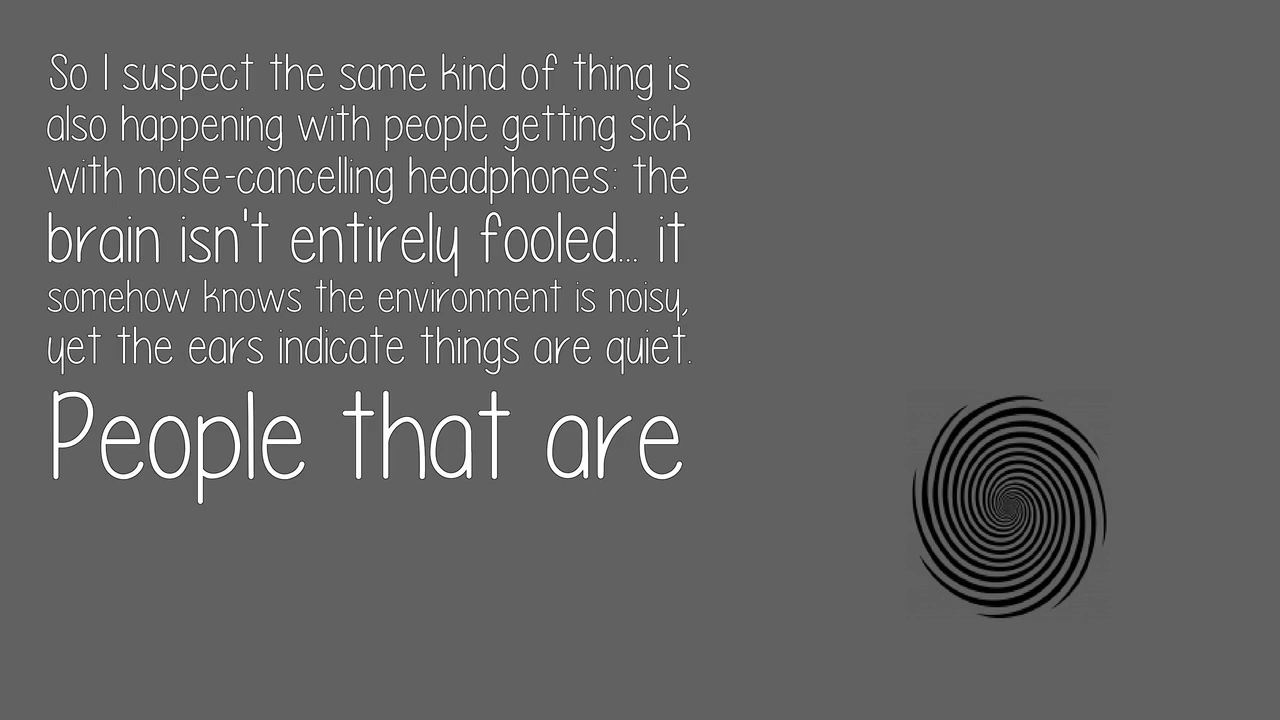 So I suspect the same kind of thing is
also happening with people getting sick
with noise-cancelling headphones: the
brain isn't entirely fooled... it
somehow knows the environment is noisy,
yet the ears indicate things are quiet.
People that are